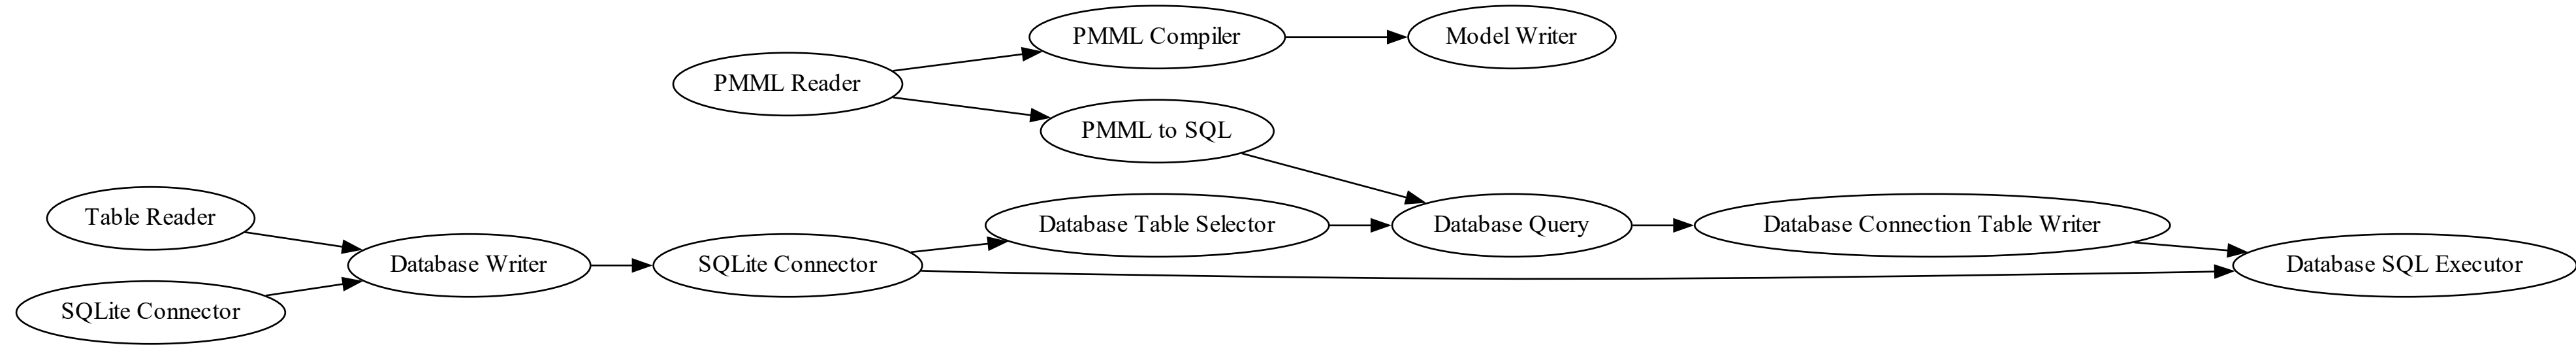 PMML Compiler
Model Writer
PMML Reader
PMML to SQL
Table Reader
Database Table Selector
Database Query
Database Connection Table Writer
Database Writer
SQLite Connector
Database SQL Executor
SQLite Connector